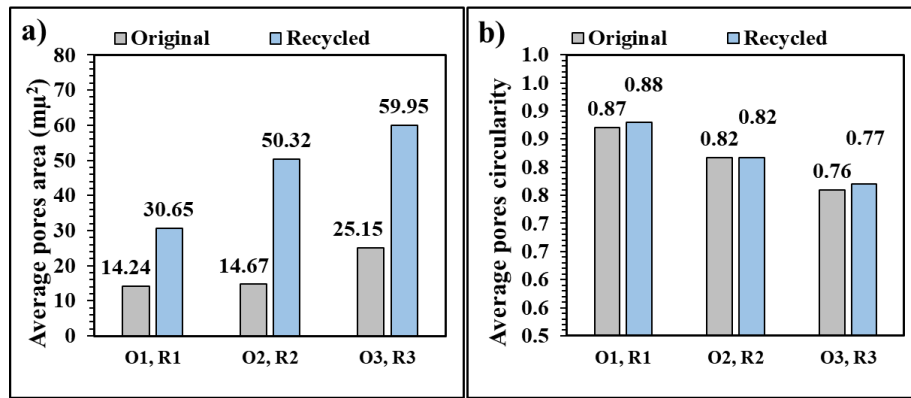 a)
Original
Recycled
Average pores area (mμ²)
80
70
60
50
40
30
20
10
0
14.24
30.65
14.67
50.32
25.15
59.95
O1, R1
O2, R2
O3, R3
b)
Original
Recycled
Average pores circularity
1.0
1.0
0.9
0.9
0.8
0.8
0.7
0.7
0.6
0.6
0.5
0.87
0.88
0.82
0.82
0.76
0.77
O1, R1
O2, R2
O3, R3